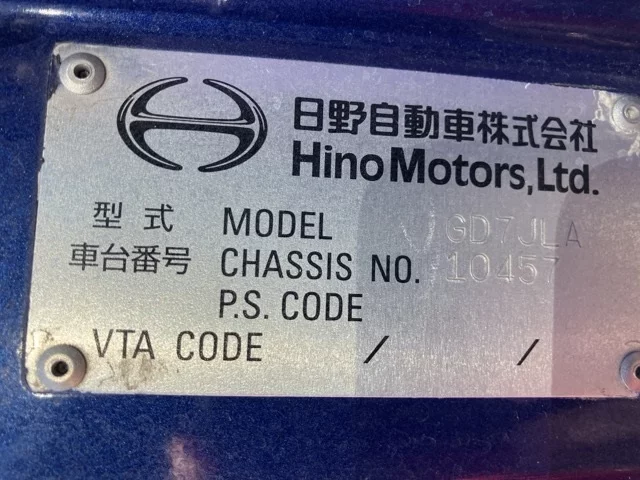 日野自動車株式会社
Hino Motors, Ltd.
型式 MODEL GD7JLA
車台番号 CHASSIS NO. 10457
P.S. CODE
VTA CODE / /